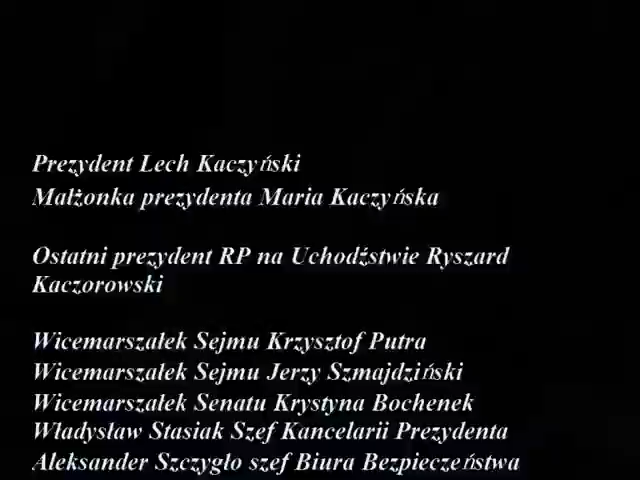 Prezydent Lech Kaczyński
Małżonka prezydenta Maria Kaczyńska
Ostatni prezydent RP na Uchodźstwie Ryszard
Kaczorowski
Wicemarszałek Sejmu Krzysztof Putra
Wicemarszałek Sejmu Jerzy Szmajdziński
Wicemarszałek Senatu Krystyna Bochenek
Władysław Stasiak Szef Kancelarii Prezydenta
Aleksander Szczygło szef Biura Bezpieczeństwa